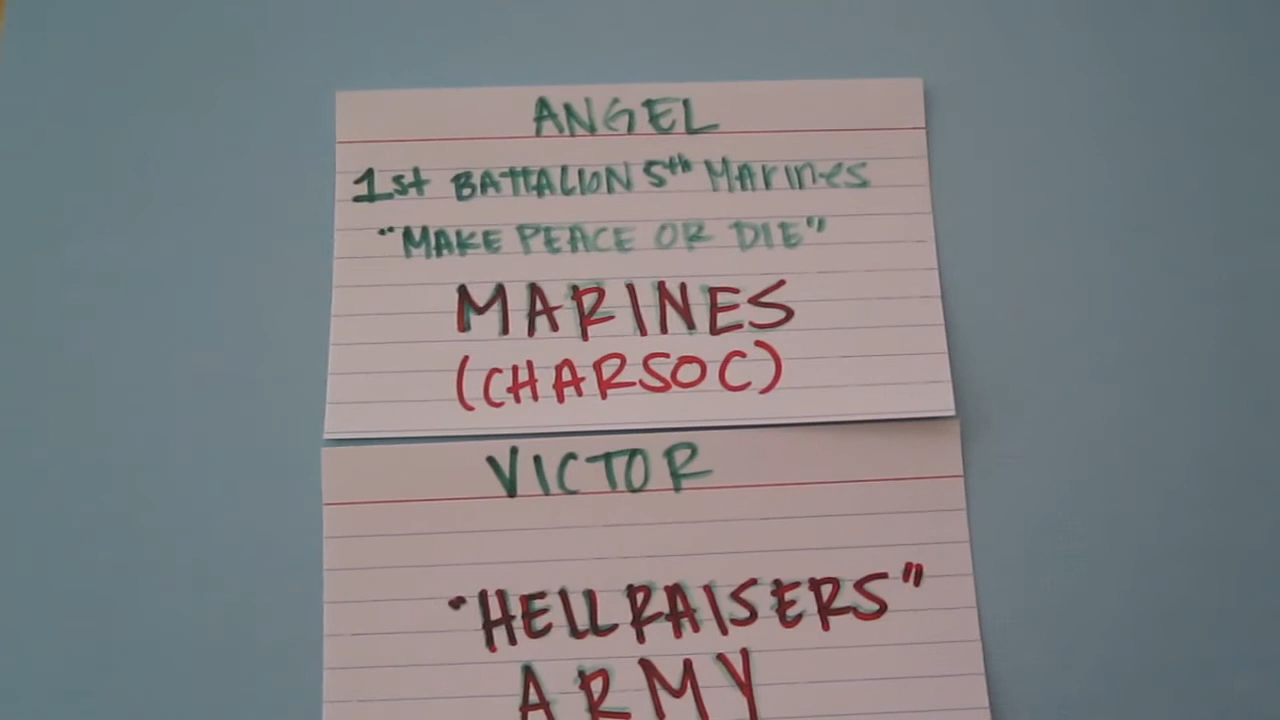 ANGEL
1st BATTALION 5th Marines
"MAKE PEACE OR DIE"
MARINES
(CHARSOC)
VICTOR
"HELLRAISERS"
ARMY